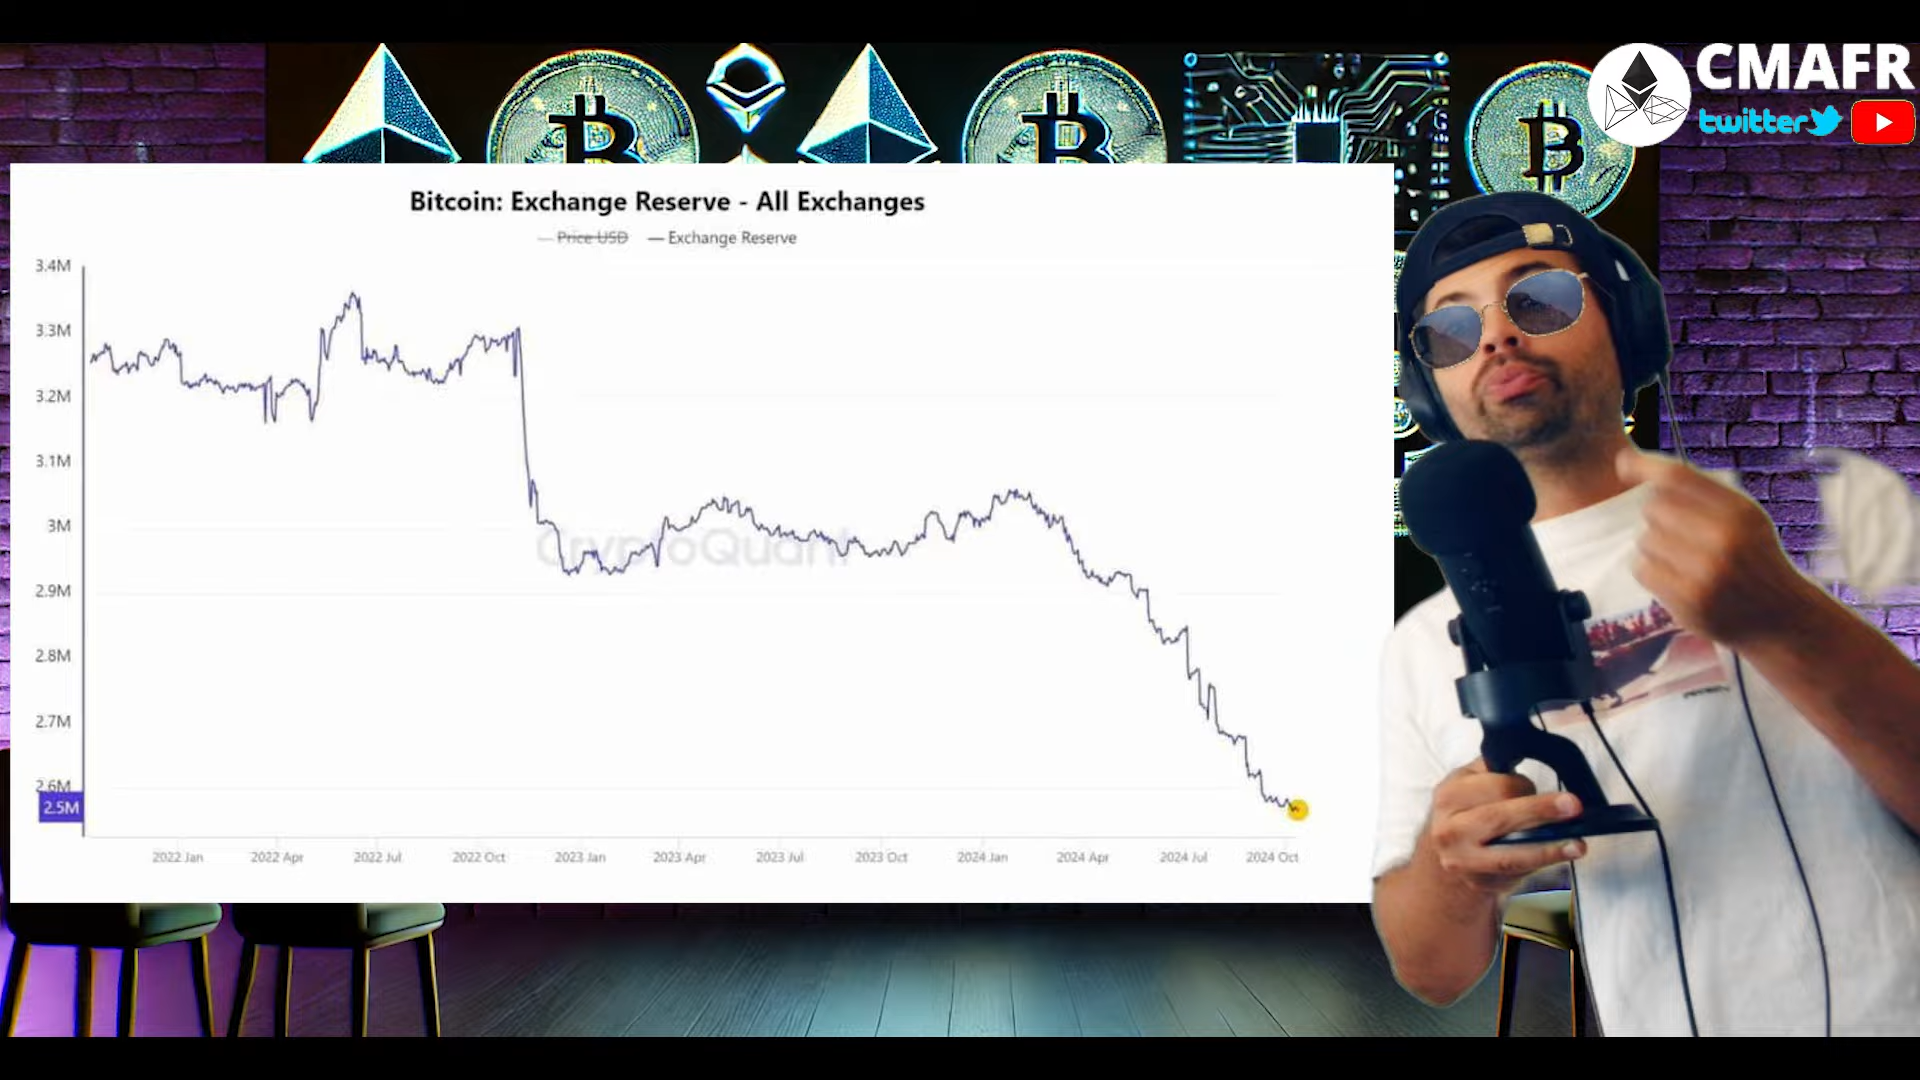 CMAFR
twitter
Bitcoin: Exchange Reserve - All Exchanges
Price USD
Exchange Reserve
3.4M
3.3M
3.2M
3.1M
3M
2.9M
2.8M
2.7M
2.6M
2.5M
CryptoQuant
2022 Jan
2022 Apr
2022 Jul
2022 Oct
2023 Jan
2023 Apr
2023 Jul
2023 Oct
2024 Jan
2024 Apr
2024 Jul
2024 Oct